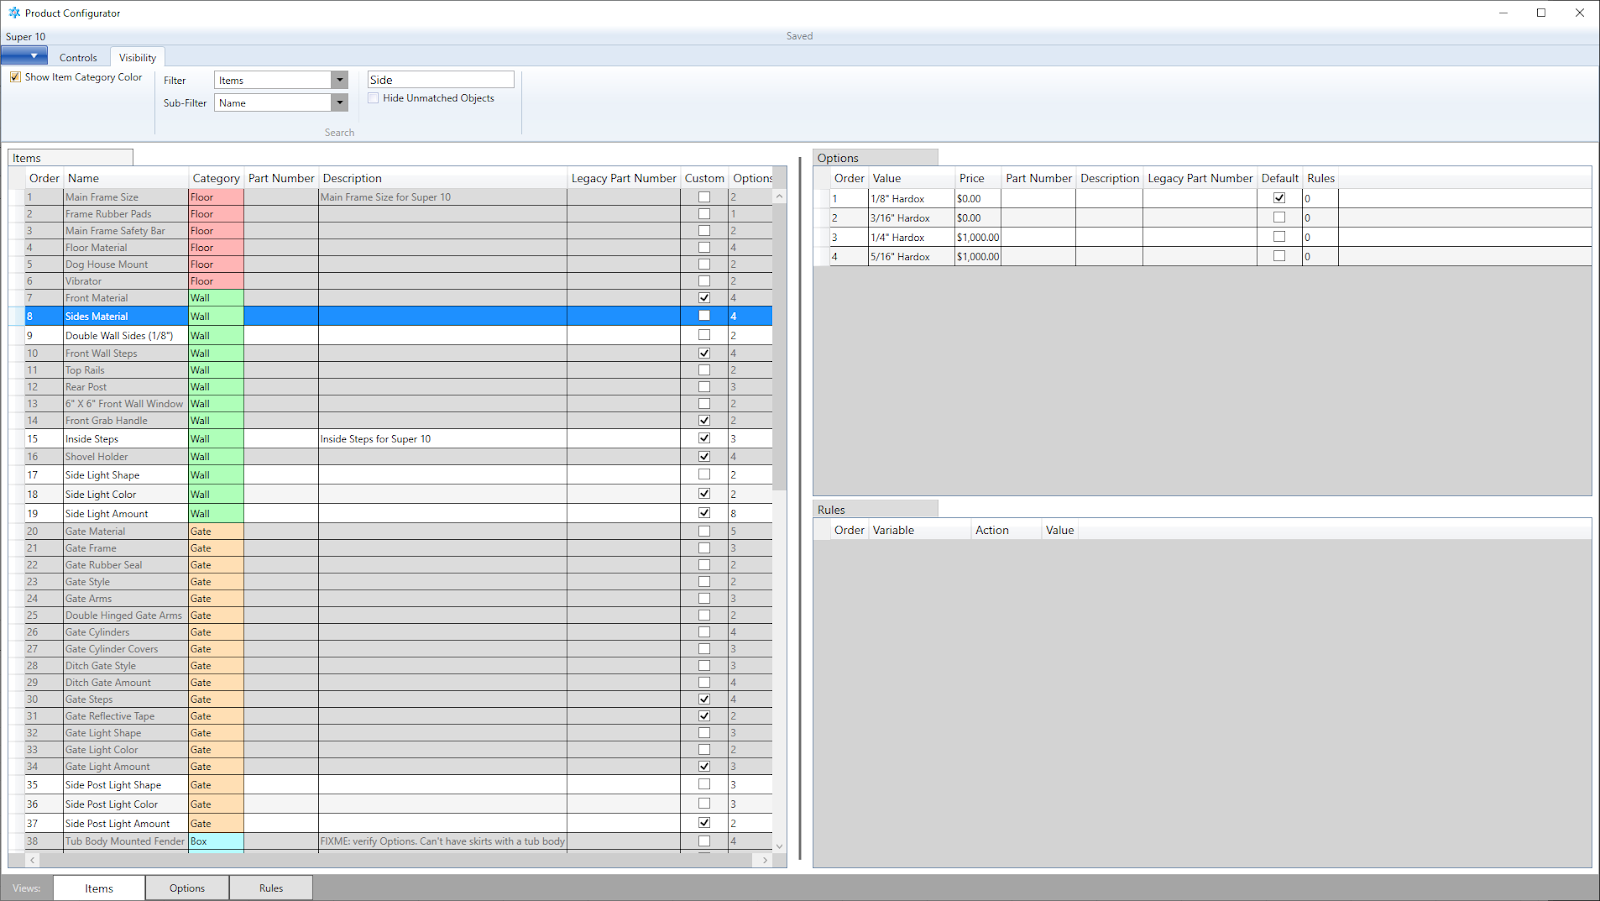 Product Configurator
Super 10 Saved
Controls Visibility
Show Item Category Color Filter Items Side
Sub-Filter Name Hide Unmatched Objects
Search
Items
Order Name Category Part Number Description Legacy Part Number Custom Options
1 Main Frame Size Floor Main Frame Size for Super 10 2
2 Frame Rubber Pads Floor 1
3 Main Frame Safety Bar Floor 2
4 Floor Material Floor 4
5 Dog House Mount Floor 2
6 Vibrator Floor 2
7 Front Material Wall 4
8 Sides Material Wall 4
9 Double Wall Sides (1/8") Wall 2
10 Front Wall Steps Wall 4
11 Top Rails Wall 2
12 Rear Post Wall 3
13 6" X 6" Front Wall Window Wall 2
14 Front Grab Handle Wall 2
15 Inside Steps Wall Inside Steps for Super 10 3
16 Shovel Holder Wall 4
17 Side Light Shape Wall 2
18 Side Light Color Wall 2
19 Side Light Amount Wall 8
20 Gate Material Gate 5
21 Gate Frame Gate 3
22 Gate Rubber Seal Gate 2
23 Gate Style Gate 2
24 Gate Arms Gate 3
25 Double Hinged Gate Arms Gate 2
26 Gate Cylinders Gate 4
27 Gate Cylinder Covers Gate 3
28 Ditch Gate Style Gate 3
29 Ditch Gate Amount Gate 4
30 Gate Steps Gate 4
31 Gate Reflective Tape Gate 2
32 Gate Light Shape Gate 3
33 Gate Light Color Gate 2
34 Gate Light Amount Gate 3
35 Side Post Light Shape Gate 3
36 Side Post Light Color Gate 3
37 Side Post Light Amount Gate 2
38 Tub Body Mounted Fender Box FIXME: verify Options. Can't have skirts with a tub body 4
Options
Order Value Price Part Number Description Legacy Part Number Default Rules
1 1/8" Hardox $0.00 0
2 3/16" Hardox $0.00 0
3 1/4" Hardox $1,000.00 0
4 5/16" Hardox $1,000.00 0
Rules
Order Variable Action Value
Views: Items Options Rules